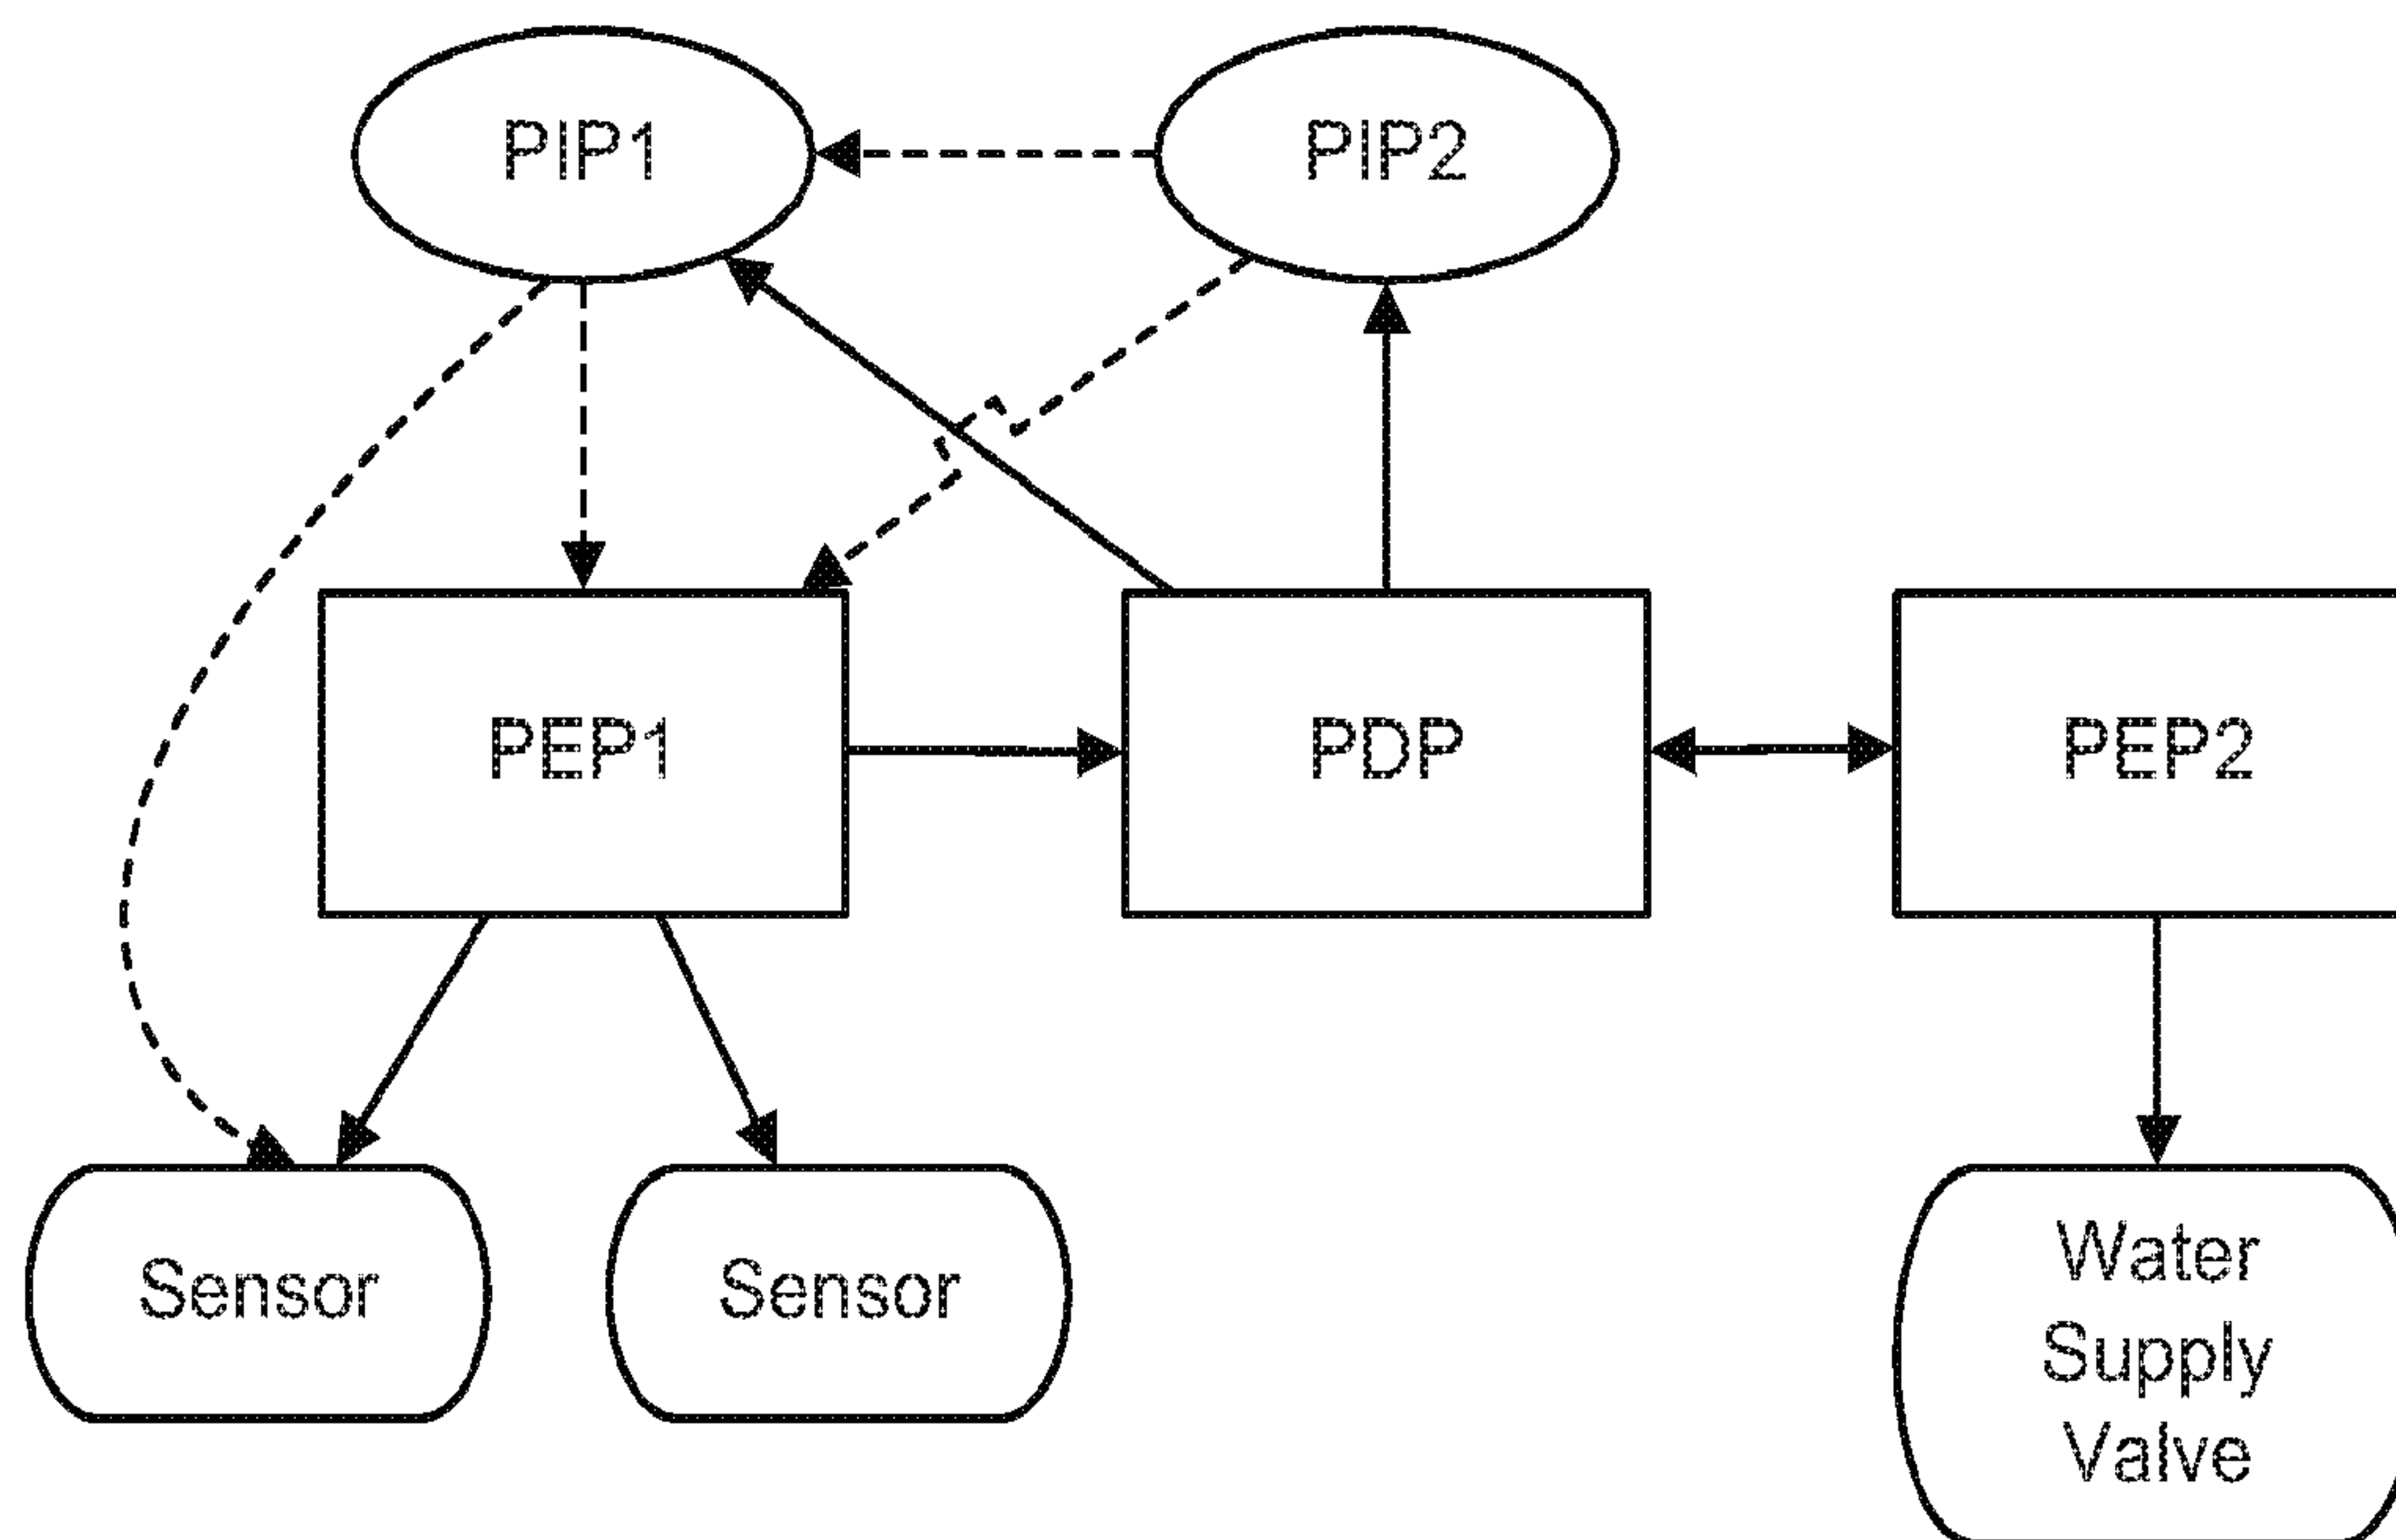 PIP1
PIP2
PEP1
PDP
PEP2
Sensor
Sensor
Water
Supply
Valve